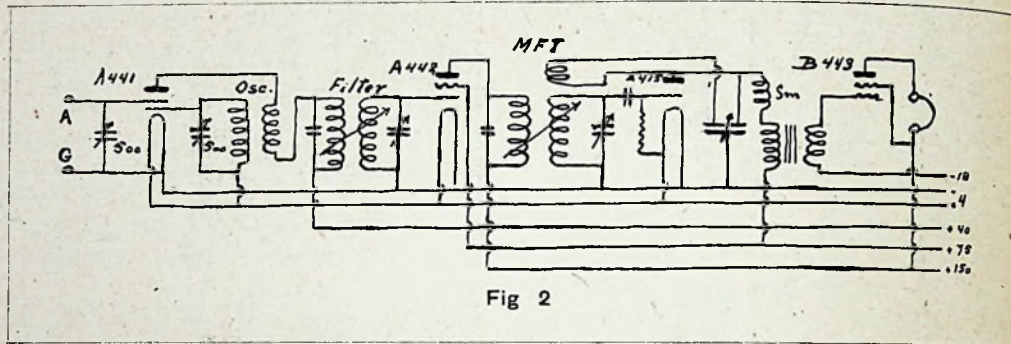 MFT
A441
Osc.
Filter
A442
A415
B443
Sm
A
500
500
G
-18
-
+4
+40
+75
+150
Fig 2